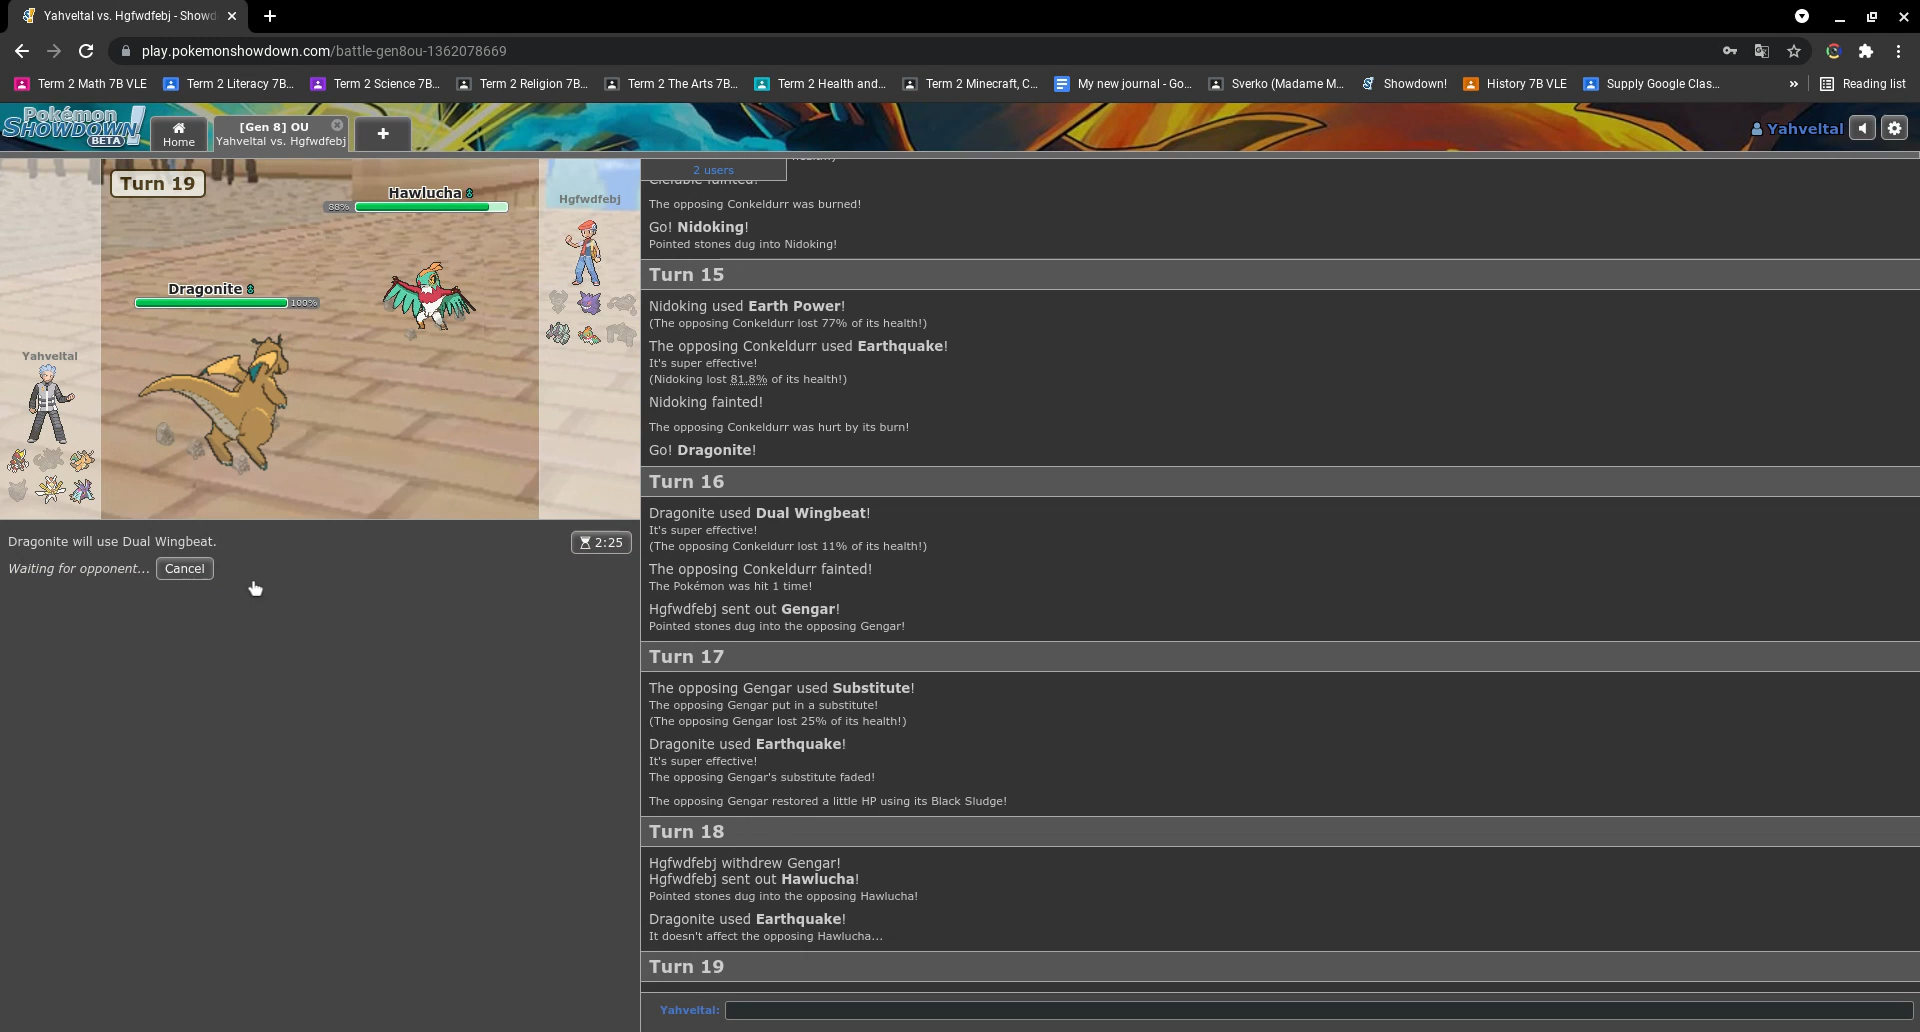 Yahveltal vs. Hgfwdfebj - Showd
play.pokemonshowdown.com/battle-gen8ou-1362078669
Term 2 Math 7B VLE
Term 2 Literacy 7B...
Term 2 Science 7B...
Term 2 Religion 7B...
Term 2 The Arts 7B...
Term 2 Health and...
Term 2 Minecraft, C...
My new journal - Go...
Sverko (Madame M...
Showdown!
History 7B VLE
Supply Google Clas...
»
Reading list
Pokémon
SHOWDOWN!
BETA
Home
[Gen 8] OU
Yahveltal vs. Hgfwdfebj
Yahveltal
Turn 19
Hawlucha
88%
Dragonite
100%
Hgfwdfebj
Yahveltal
Dragonite will use Dual Wingbeat.
2:25
Waiting for opponent...
Cancel
2 users
Clefable fainted!
The opposing Conkeldurr was burned!
Go! Nidoking!
Pointed stones dug into Nidoking!
Turn 15
Nidoking used Earth Power!
(The opposing Conkeldurr lost 77% of its health!)
The opposing Conkeldurr used Earthquake!
It's super effective!
(Nidoking lost 81.8% of its health!)
Nidoking fainted!
The opposing Conkeldurr was hurt by its burn!
Go! Dragonite!
Turn 16
Dragonite used Dual Wingbeat!
It's super effective!
(The opposing Conkeldurr lost 11% of its health!)
The opposing Conkeldurr fainted!
The Pokémon was hit 1 time!
Hgfwdfebj sent out Gengar!
Pointed stones dug into the opposing Gengar!
Turn 17
The opposing Gengar used Substitute!
The opposing Gengar put in a substitute!
(The opposing Gengar lost 25% of its health!)
Dragonite used Earthquake!
It's super effective!
The opposing Gengar's substitute faded!
The opposing Gengar restored a little HP using its Black Sludge!
Turn 18
Hgfwdfebj withdrew Gengar!
Hgfwdfebj sent out Hawlucha!
Pointed stones dug into the opposing Hawlucha!
Dragonite used Earthquake!
It doesn't affect the opposing Hawlucha...
Turn 19
Yahveltal: